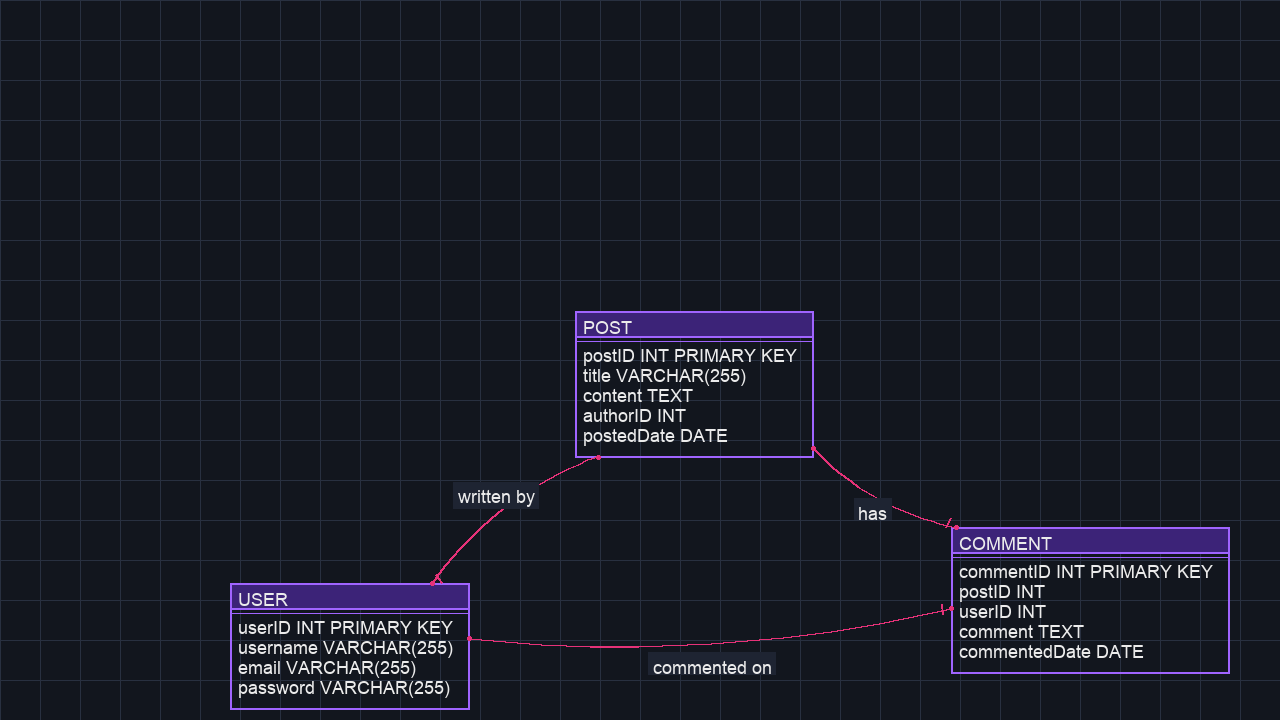 POST
postID INT PRIMARY KEY
title VARCHAR(255)
content TEXT
authorID INT
postedDate DATE
written by
has
COMMENT
commentID INT PRIMARY KEY
postID INT
userID INT
comment TEXT
commentedDate DATE
USER
userID INT PRIMARY KEY
username VARCHAR(255)
email VARCHAR(255)
password VARCHAR(255)
commented on